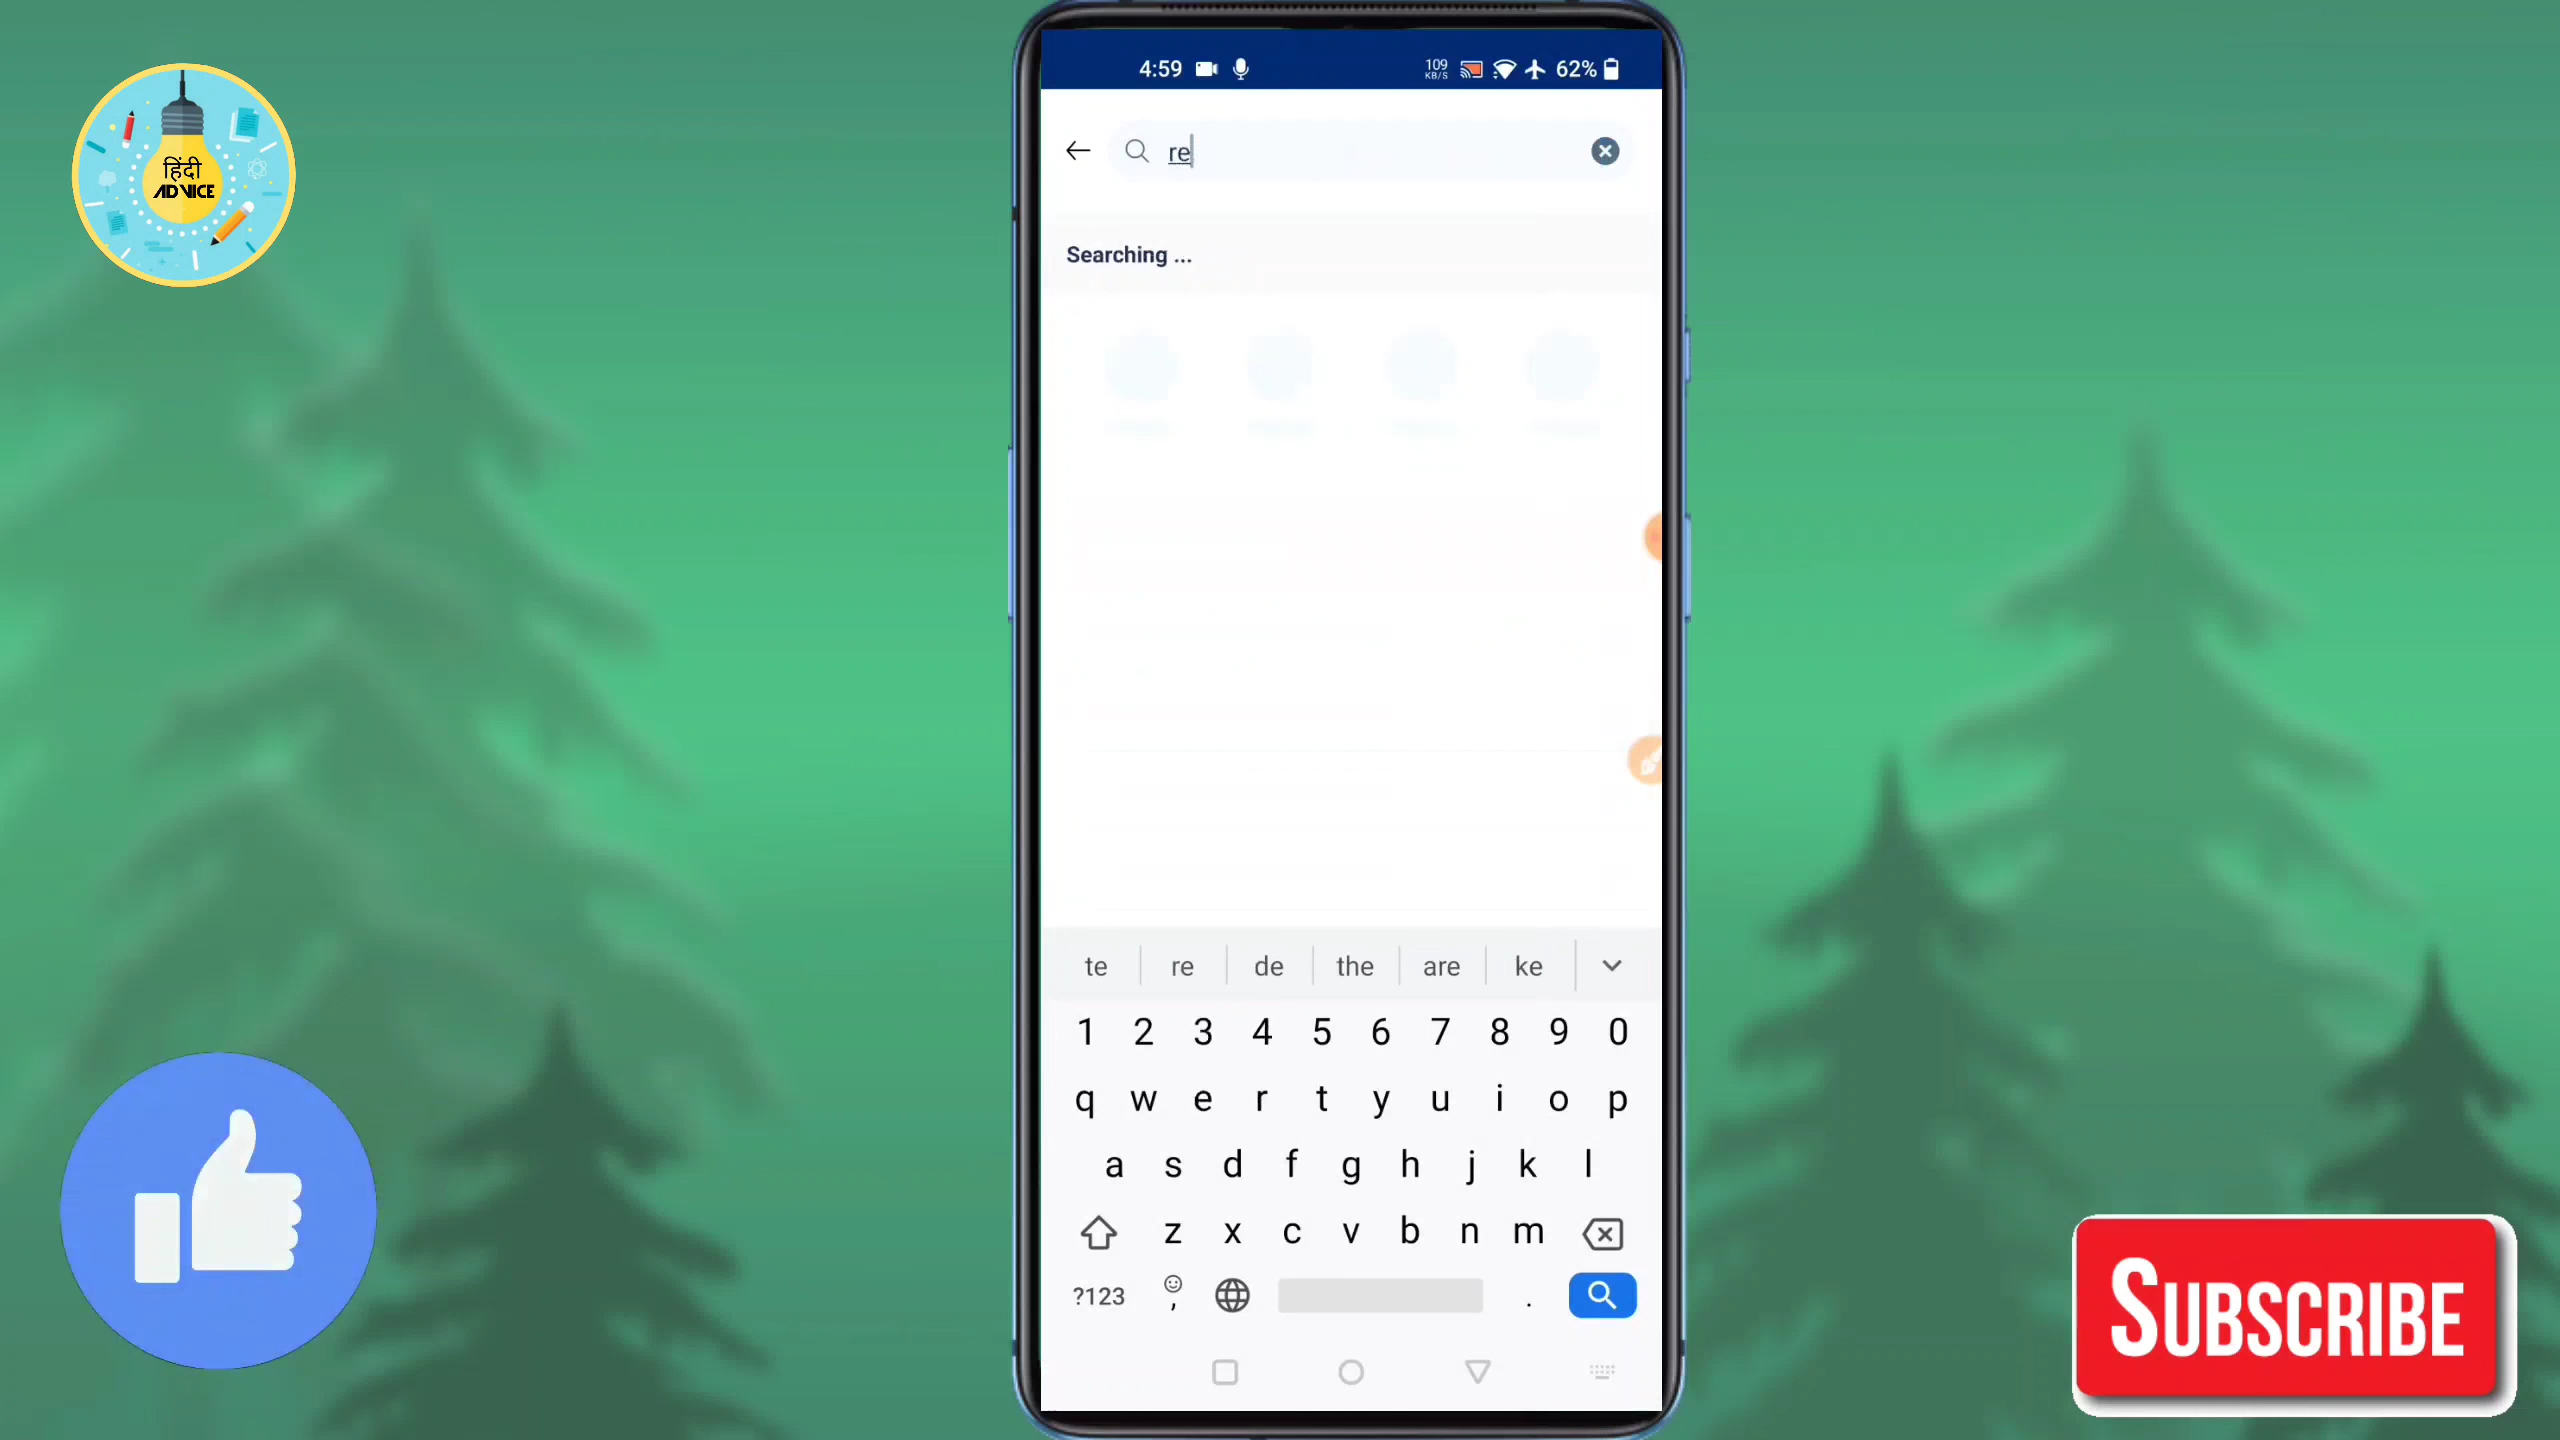 हिंदी
ADVICE
4:59
109
KB/S
62%
re
Searching ...
te re de the are ke
1 2 3 4 5 6 7 8 9 0
q w e r t y u i o p
a s d f g h j k l
z x c v b n m
?123 , .
SUBSCRIBE